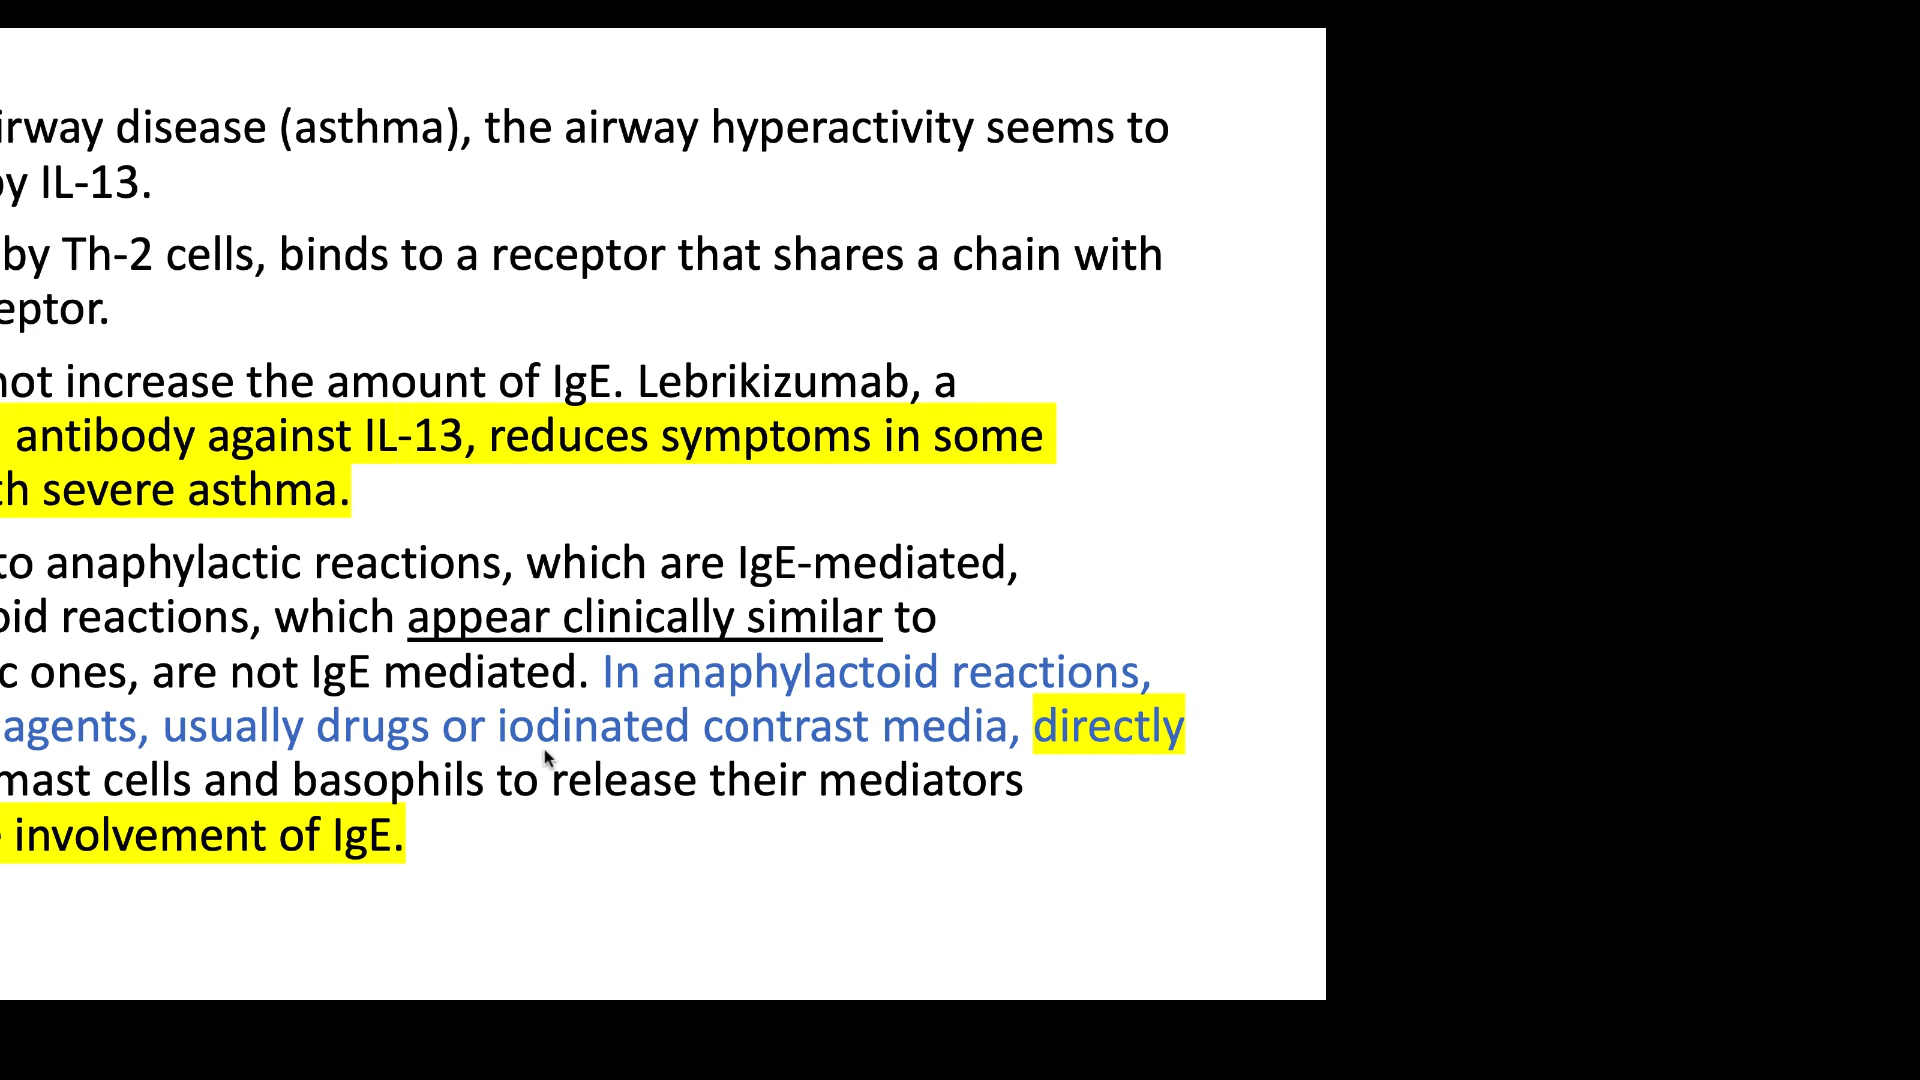 irway disease (asthma), the airway hyperactivity seems to
by IL-13.
by Th-2 cells, binds to a receptor that shares a chain with
eptor.
not increase the amount of IgE. Lebrikizumab, a
antibody against IL-13, reduces symptoms in some
th severe asthma.
to anaphylactic reactions, which are IgE-mediated,
oid reactions, which appear clinically similar to
c ones, are not IgE mediated. In anaphylactoid reactions,
agents, usually drugs or iodinated contrast media, directly
mast cells and basophils to release their mediators
involvement of IgE.